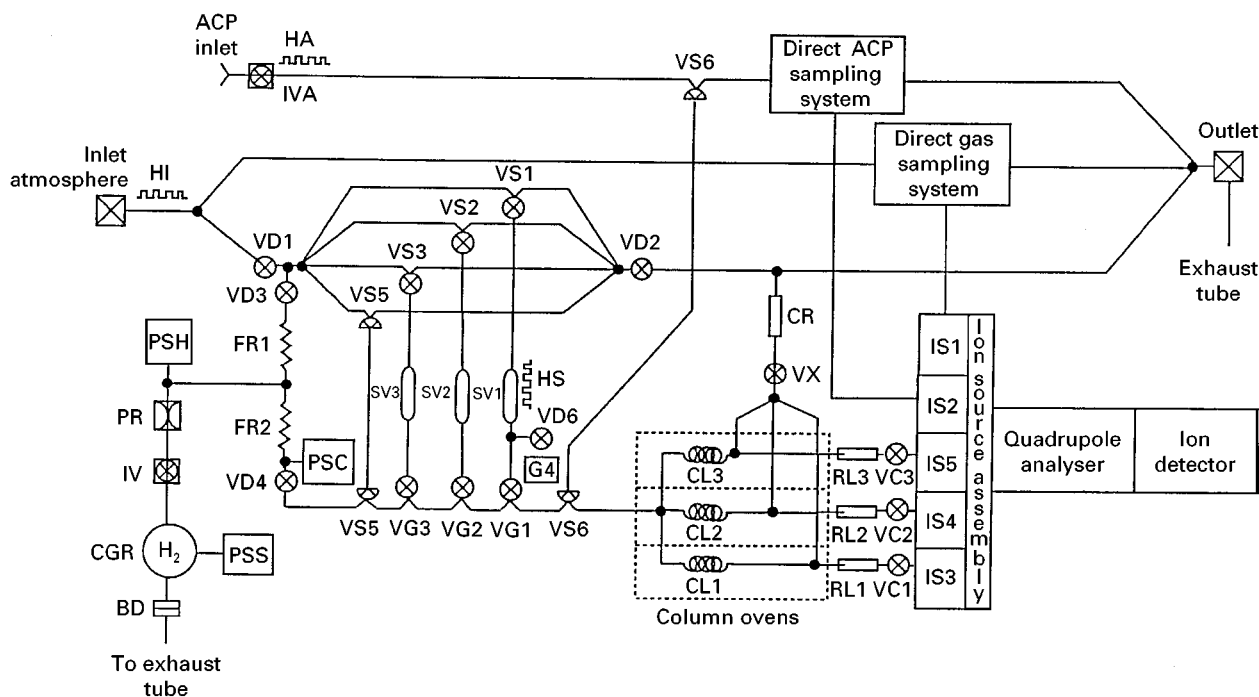 ACP
inlet
HA
IVA
VS6
Direct ACP
sampling
system
Inlet
atmosphere
HI
Direct gas
sampling
system
Outlet
Exhaust
tube
VS1
VS2
VS3
VS5
VD1
VD2
VD3
PSH
FR1
PR
FR2
PSC
IV
VD4
CGR
H2
PSS
BD
To exhaust
tube
SV3
SV2
SV1
HS
VD6
G4
VS5
VG3
VG2
VG1
VS6
CR
VX
CL3
CL2
CL1
Column ovens
RL3
VC3
RL2
VC2
RL1
VC1
IS1
IS2
IS5
IS4
IS3
Ion source assembly
Quadrupole
analyser
Ion
detector